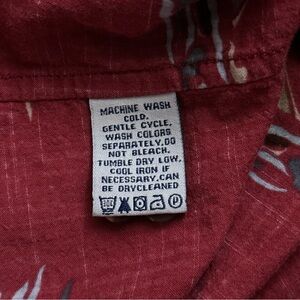 MACHINE WASH
COLD.
GENTLE CYCLE.
WASH COLORS
SEPARATELY.DO
NOT BLEACH.
TUMBLE DRY LOW.
COOL IRON IF
NECESSARY.CAN
BE DRYCLEANED